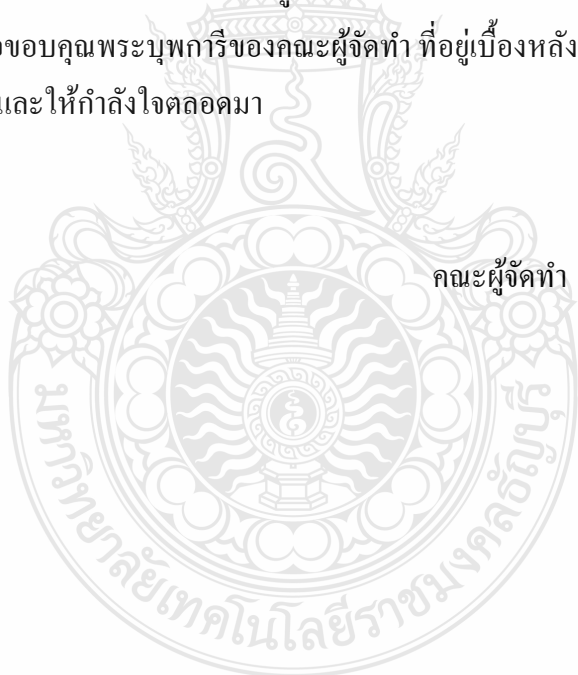 ขอบคุณพระบุพการีของคณะผู้จัดทำ ที่อยู่เบื้องหลัง
และให้กำลังใจตลอดมา
คณะผู้จัดทำ
มหาวิทยาลัยเทคโนโลยีราชมงคลธัญบุรี